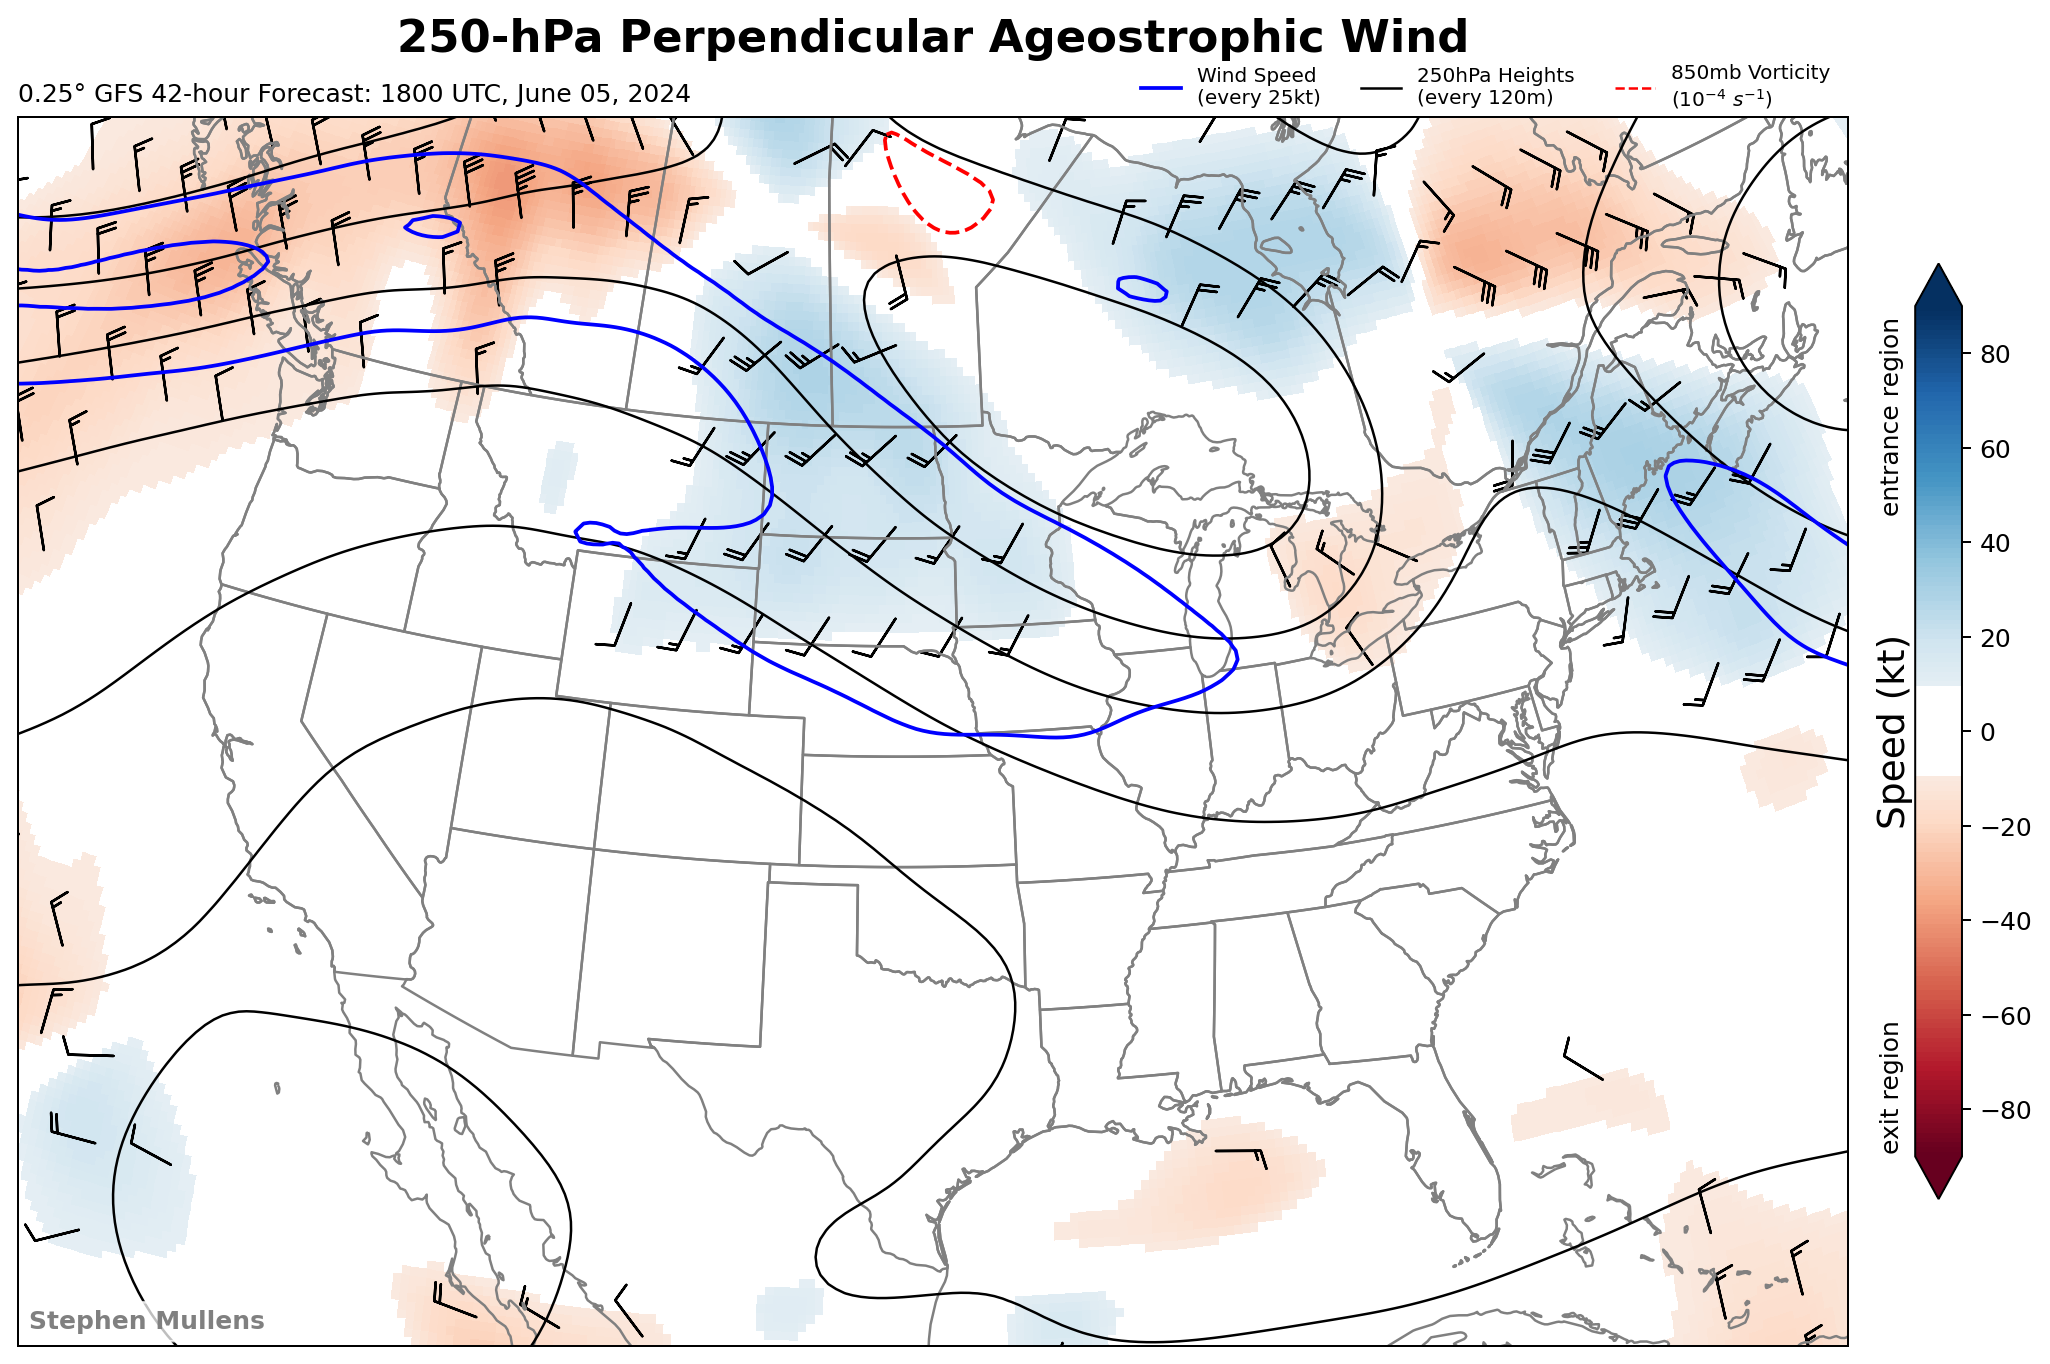 250-hPa Perpendicular Ageostrophic Wind
0.25° GFS 42-hour Forecast: 1800 UTC, June 05, 2024
Wind Speed
(every 25kt)
250hPa Heights
(every 120m)
850mb Vorticity
(10⁻⁴ s⁻¹)
entrance region
Speed (kt)
exit region
80
60
40
20
0
−20
−40
−60
−80
Stephen Mullens